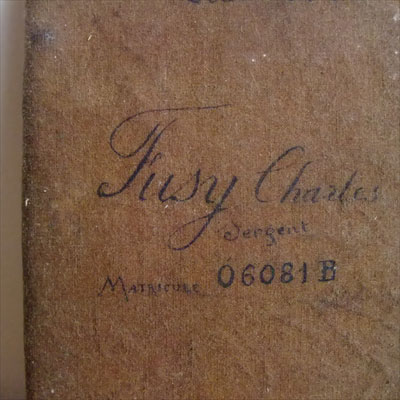 Fusy Charles
Sergent
MATRICULE 06081B